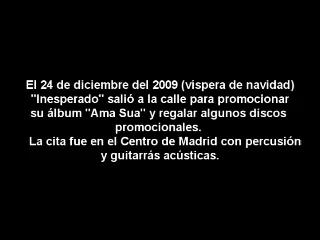 El 24 de diciembre del 2009 (vispera de navidad)
"Inesperado" salió a la calle para promocionar
su álbum "Ama Sua" y regalar algunos discos
promocionales.
La cita fue en el Centro de Madrid con percusión
y guitarrás acústicas.